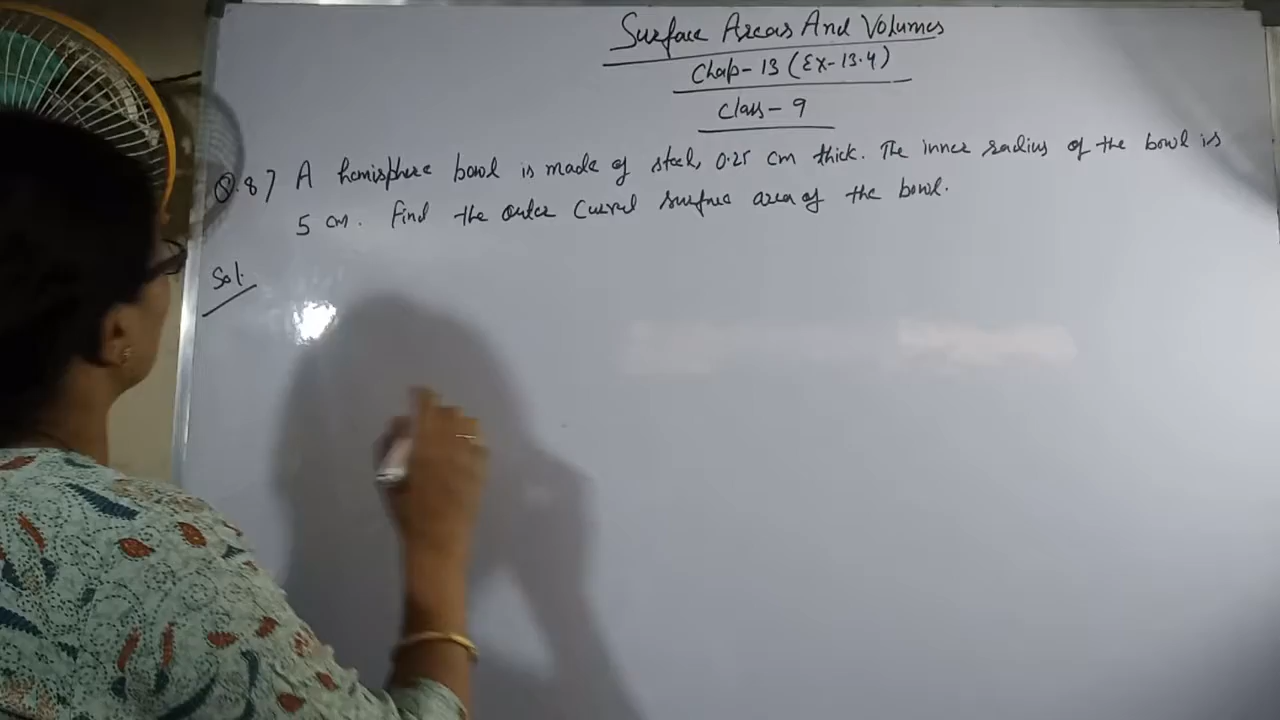 Surface Areas And Volumes
Chap-13 (Ex-13.4)
Class-9
Q.8) A hemisphere bowl is made of steel, 0.25 cm thick. The inner radius of the bowl is
5 cm. Find the outer curved surface area of the bowl.
Sol.